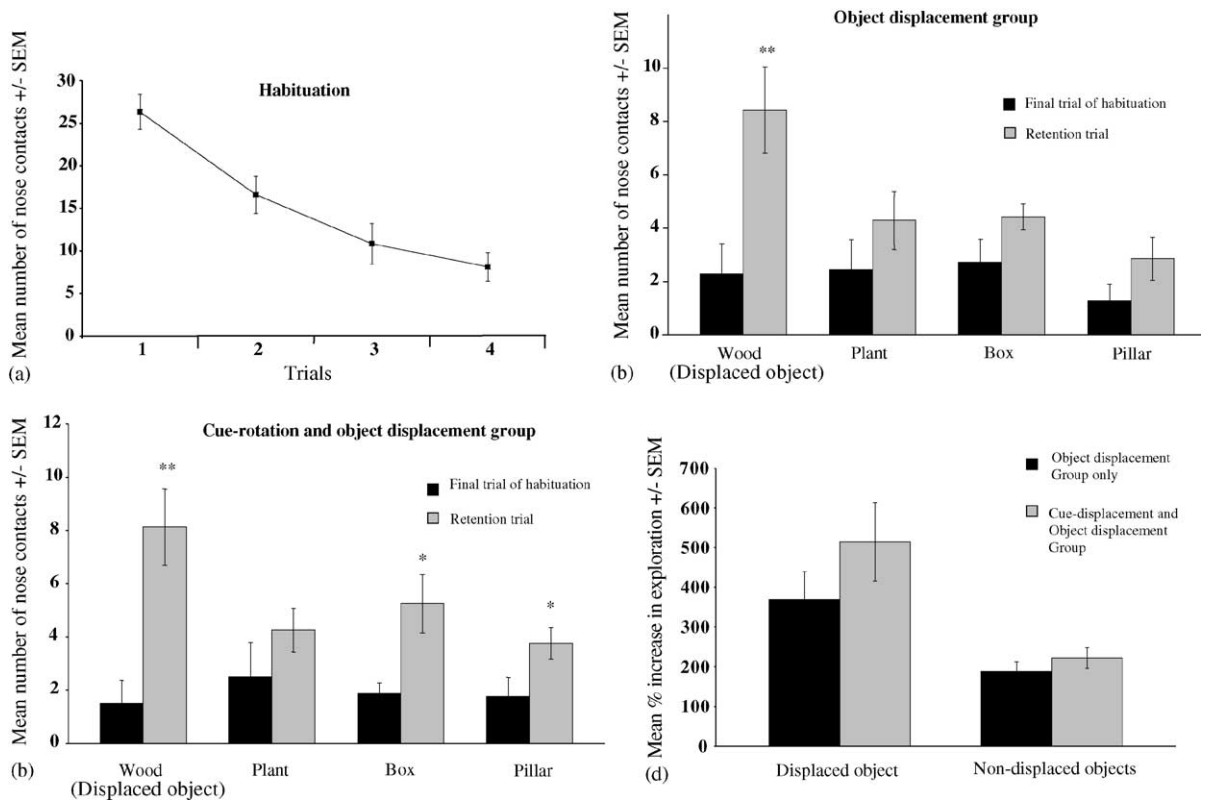 Mean number of nose contacts +/- SEM
Habituation
30
25
20
15
10
5
0
1 2 3 4
Trials
(a)
Mean number of nose contacts +/- SEM
Object displacement group
**
Final trial of habituation
Retention trial
10
8
6
4
2
0
Wood Plant Box Pillar
(Displaced object)
(b)
Mean number of nose contacts +/- SEM
Cue-rotation and object displacement group
**
*
*
Final trial of habituation
Retention trial
12
10
8
6
4
2
0
Wood Plant Box Pillar
(Displaced object)
(b)
Mean % increase in exploration +/- SEM
Object displacement
Group only
Cue-displacement and
Object displacement
Group
700
600
500
400
300
200
100
0
Displaced object Non-displaced objects
(d)